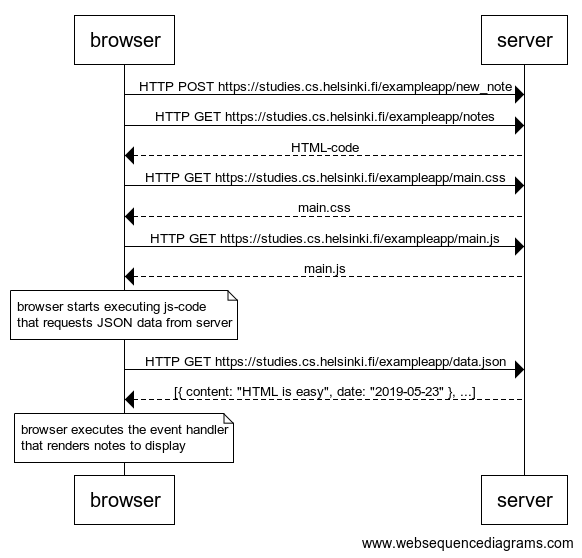 browser server
HTTP POST https://studies.cs.helsinki.fi/exampleapp/new_note
HTTP GET https://studies.cs.helsinki.fi/exampleapp/notes
HTML-code
HTTP GET https://studies.cs.helsinki.fi/exampleapp/main.css
main.css
HTTP GET https://studies.cs.helsinki.fi/exampleapp/main.js
main.js
browser starts executing js-code
that requests JSON data from server
HTTP GET https://studies.cs.helsinki.fi/exampleapp/data.json
[{ content: "HTML is easy", date: "2019-05-23" }, ...]
browser executes the event handler
that renders notes to display
browser server
www.websequencediagrams.com